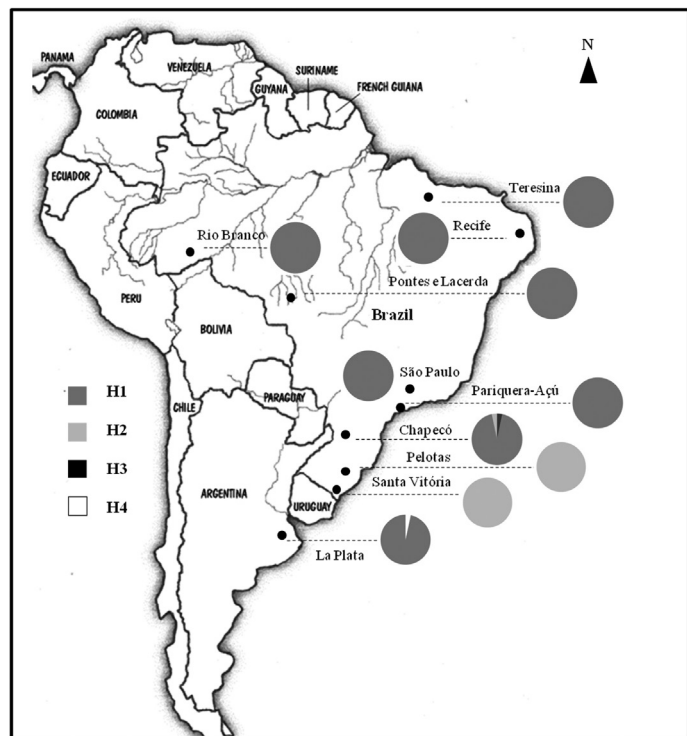 N
PANAMA
VENEZUELA
SURINAME
GUYANA
FRENCH GUIANA
COLOMBIA
ECUADOR
Teresina
Rio Branco
Recife
PERU
Pontes e Lacerda
Brazil
BOLIVIA
São Paulo
Pariquera-Açú
PARAGUAY
H1
CHILE
Chapecó
H2
Pelotas
H3
Santa Vitória
ARGENTINA
URUGUAY
H4
La Plata